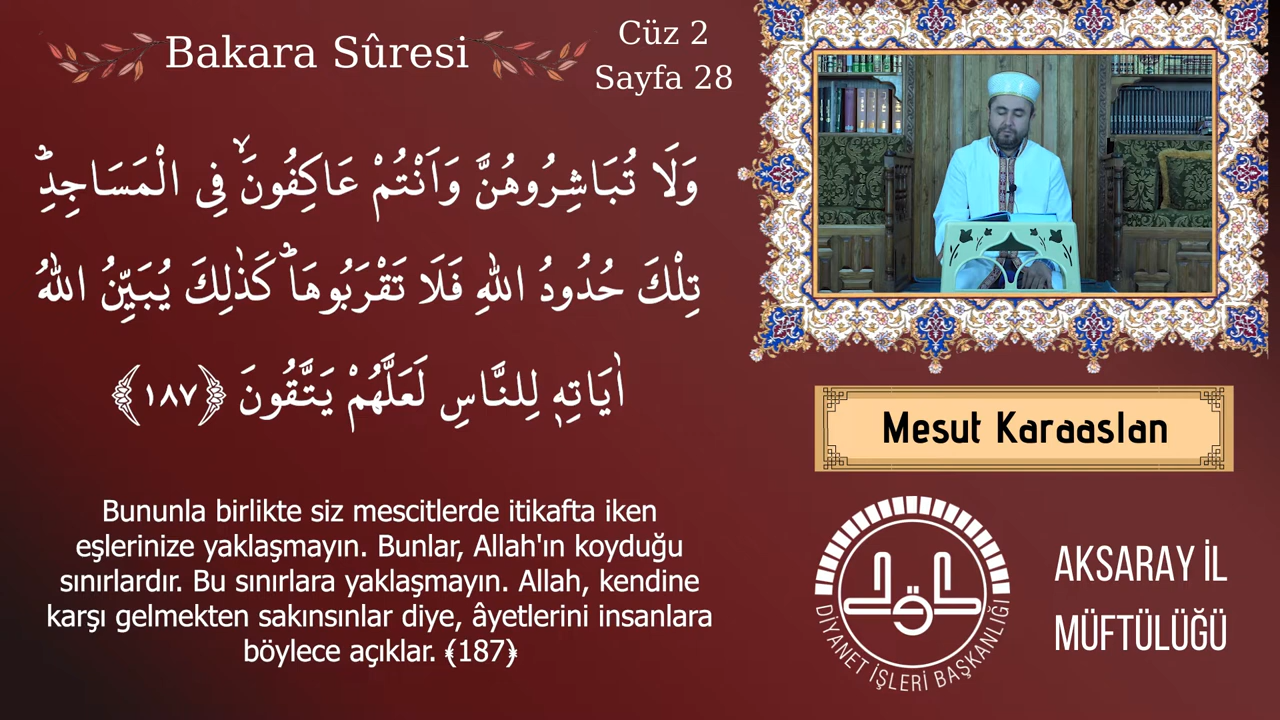 Bakara Sûresi
Cüz 2
Sayfa 28
وَلَا تُبَاشِرُوهُنَّ وَاَنْتُمْ عَاكِفُونَۙ فِى الْمَسَاجِدِؕ
تِلْكَ حُدُودُ اللّٰهِ فَلَا تَقْرَبُوهَاؕ كَذٰلِكَ يُبَيِّنُ اللّٰهُ
اٰيَاتِهٖ لِلنَّاسِ لَعَلَّهُمْ يَتَّقُونَ ﴿١٨٧﴾
Bununla birlikte siz mescitlerde itikafta iken
eşlerinize yaklaşmayın. Bunlar, Allah'ın koyduğu
sınırlardır. Bu sınırlara yaklaşmayın. Allah, kendine
karşı gelmekten sakınsınlar diye, âyetlerini insanlara
böylece açıklar. ﴾187﴿
Mesut Karaaslan
DİYANET İŞLERİ BAŞKANLIĞI
AKSARAY İL
MÜFTÜLÜĞÜ